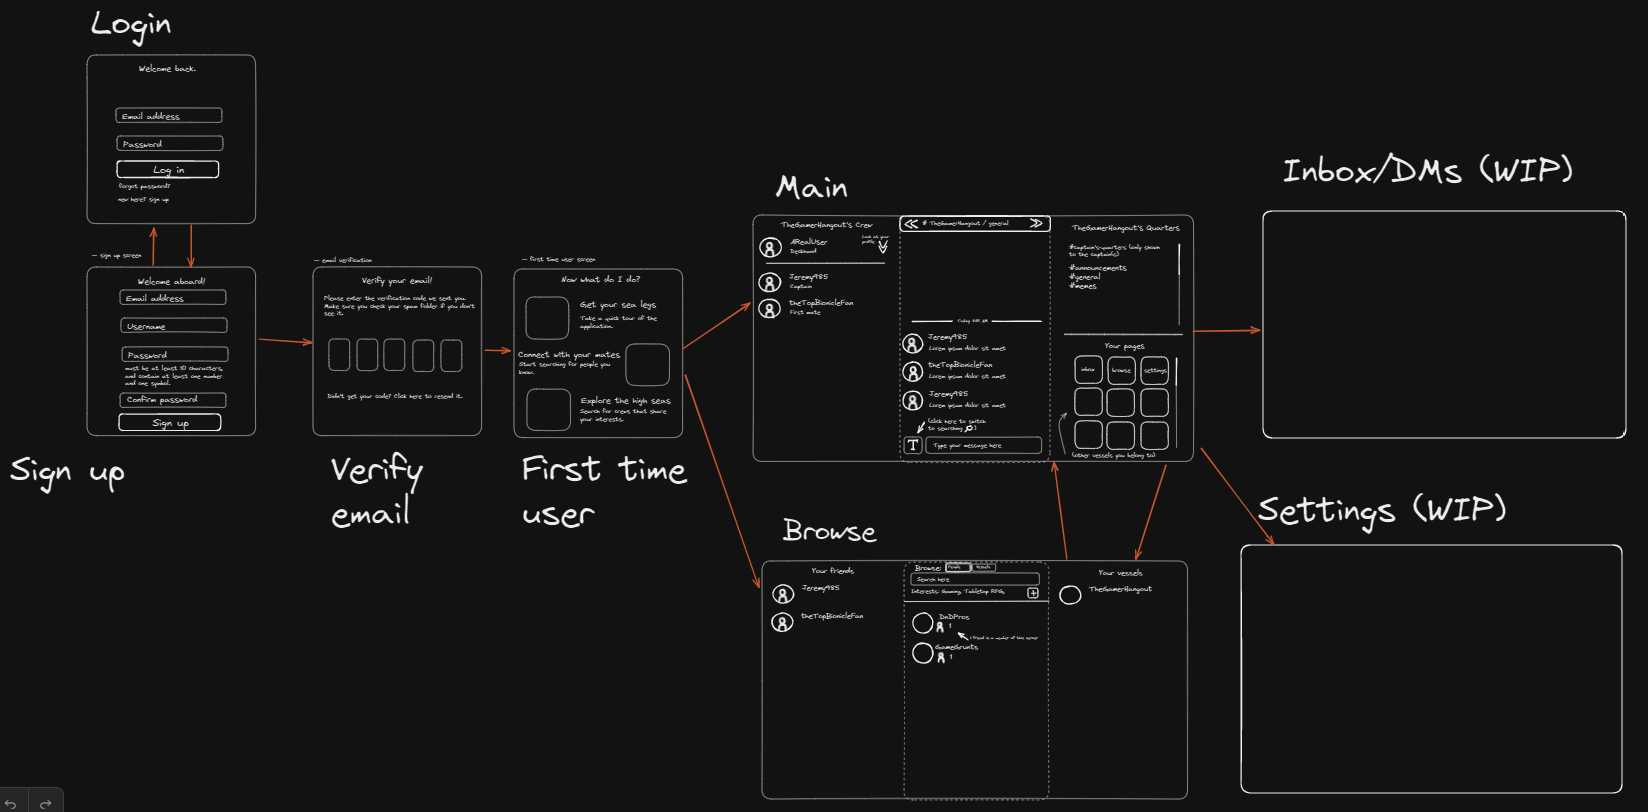 Login
Welcome back.
Email address
Password
Log in
forgot password?
new here? sign up
— sign up screen
Welcome aboard!
Email address
Username
Password
must be at least 10 characters,
and contain at least one number
and one symbol.
Confirm password
Sign up
Sign up
— email verification
Verify your email!
Please enter the verification code we sent you.
Make sure you check your spam folder if you don't
see it.
Didn't get your code? Click here to resend it.
Verify
email
— first time user screen
Now what do I do?
Get your sea legs
Take a quick tour of the
application.
Connect with your mates
Start searching for people you
know.
Explore the high seas
Search for crews that share
your interests.
First time
user
Main
TheGamerHangout's Crew
ARealUser
Deckhand
Look at your
profile
Jeremy985
Captain
theTopBionicleFan
First mate
# TheGamerHangout / general
Jeremy985
Lorem ipsum dolor sit amet
theTopBionicleFan
Lorem ipsum dolor sit amet
Jeremy985
Lorem ipsum dolor sit amet
(click here to switch
to searching )
T
Type your message here
TheGamerHangout's Quarters
#captain's-quarters (only shown
to the captain(s)
#announcements
#general
#memes
Your pages
inbox
browse
settings
(other vessels you belong to)
Browse
Your friends
Jeremy985
theTopBionicleFan
Browse:
People
Vessels
Search here
Interests: Gaming, Tabletop RPGs,
DnDPros
1
1 friend is a member of this server
GameGrunts
1
Your vessels
TheGamerHangout
Inbox/DMs (WIP)
Settings (WIP)